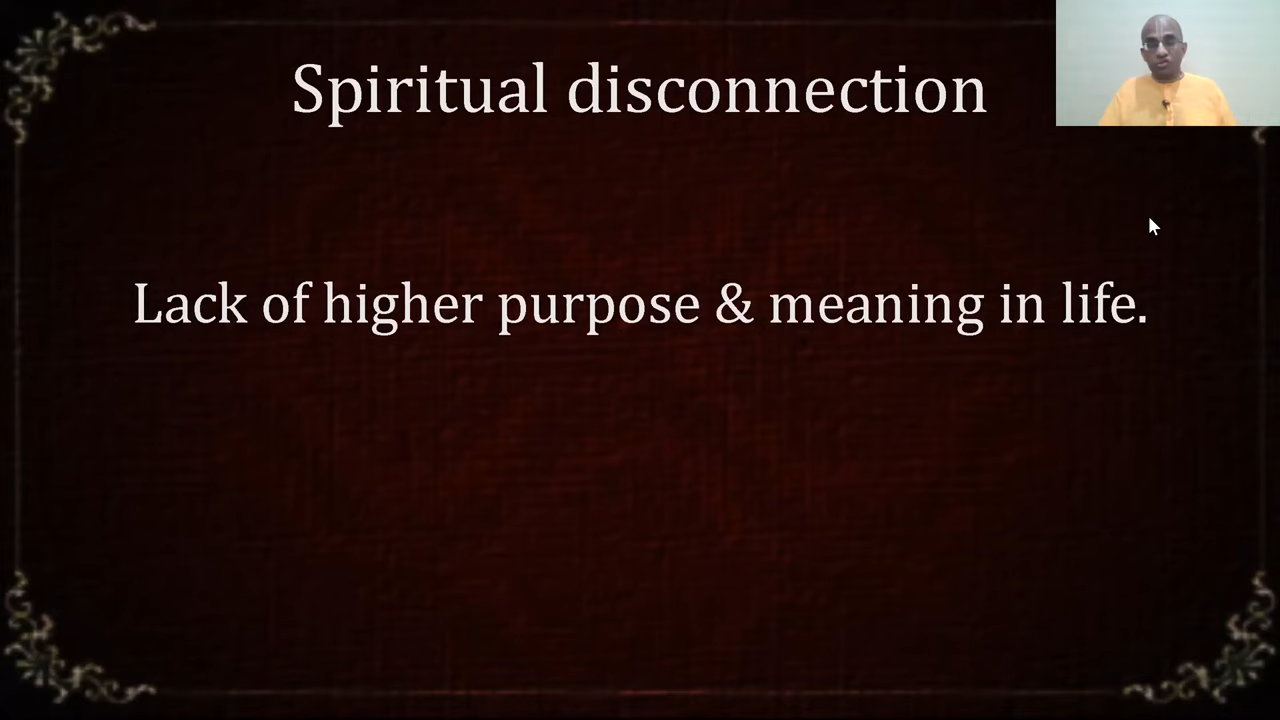 Spiritual disconnection
Lack of higher purpose & meaning in life.